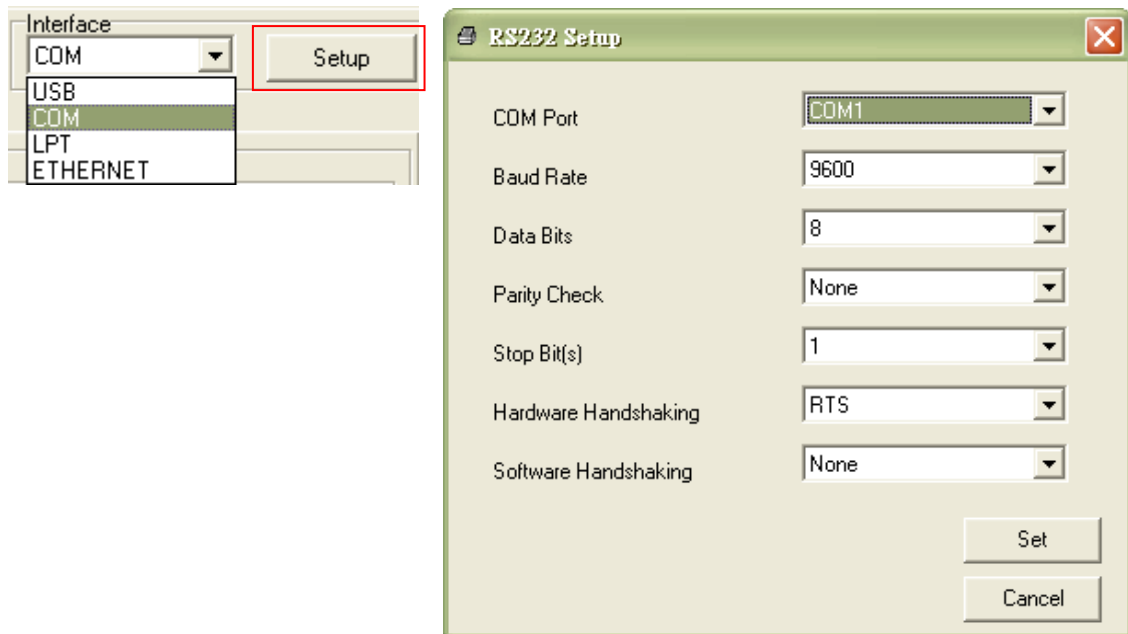 Interface
COM
Setup
USB
COM
LPT
ETHERNET
RS232 Setup
COM Port
COM1
Baud Rate
9600
Data Bits
8
Parity Check
None
Stop Bit(s)
1
Hardware Handshaking
RTS
Software Handshaking
None
Set
Cancel